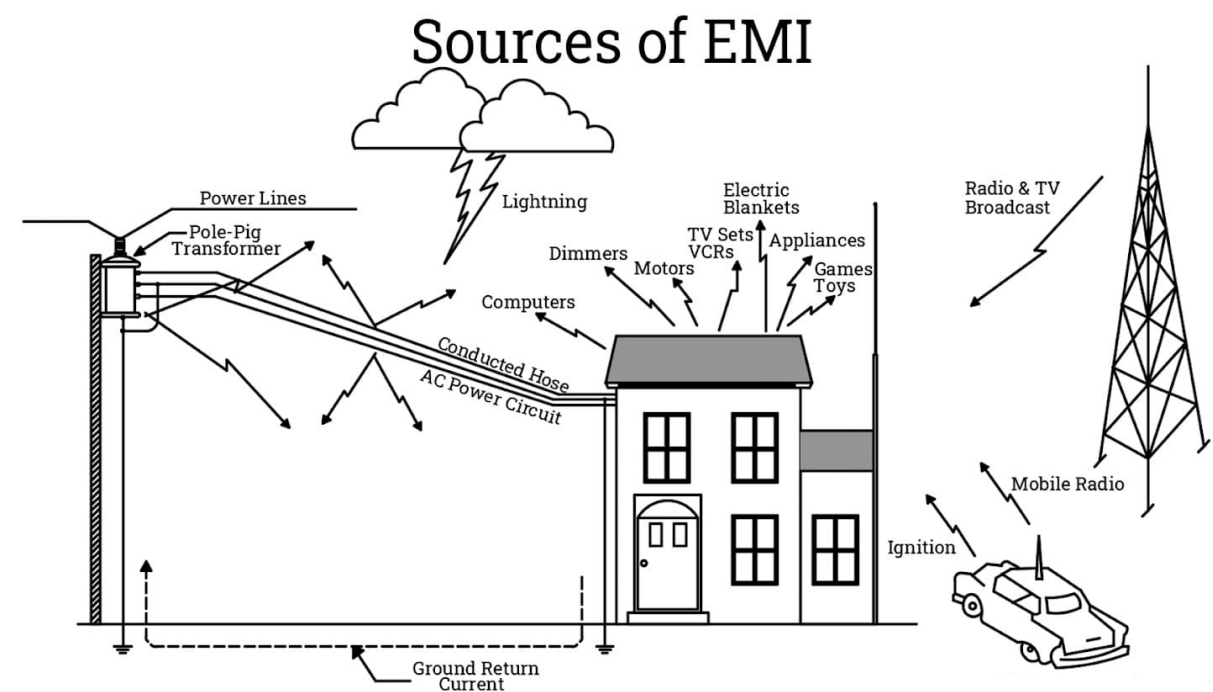 Sources of EMI
Power Lines
Pole-Pig
Transformer
Lightning
Electric
Blankets
Radio & TV
Broadcast
Dimmers
Motors
TV Sets
VCRs
Appliances
Games
Toys
Computers
Conducted Hose
AC Power Circuit
Mobile Radio
Ignition
Ground Return
Current